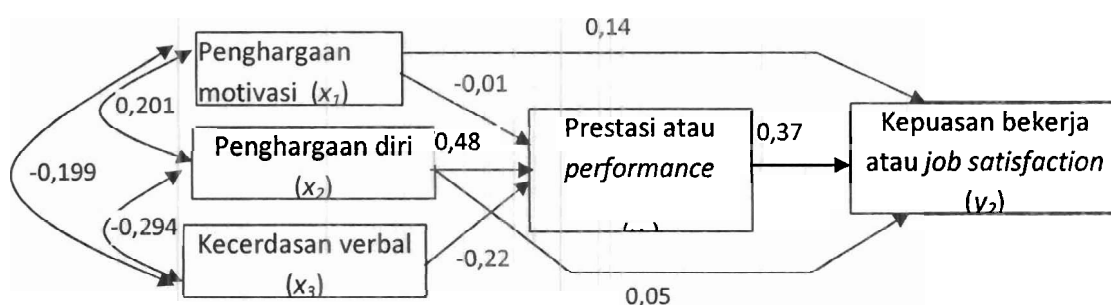 0,14
Penghargaan
motivasi (x₁)
-0,01
0,201
Penghargaan diri
(x₂)
0,48
Prestasi atau
performance
0,37
Kepuasan bekerja
atau job satisfaction
(y₂)
-0,199
-0,294
Kecerdasan verbal
(x₃)
-0,22
0,05